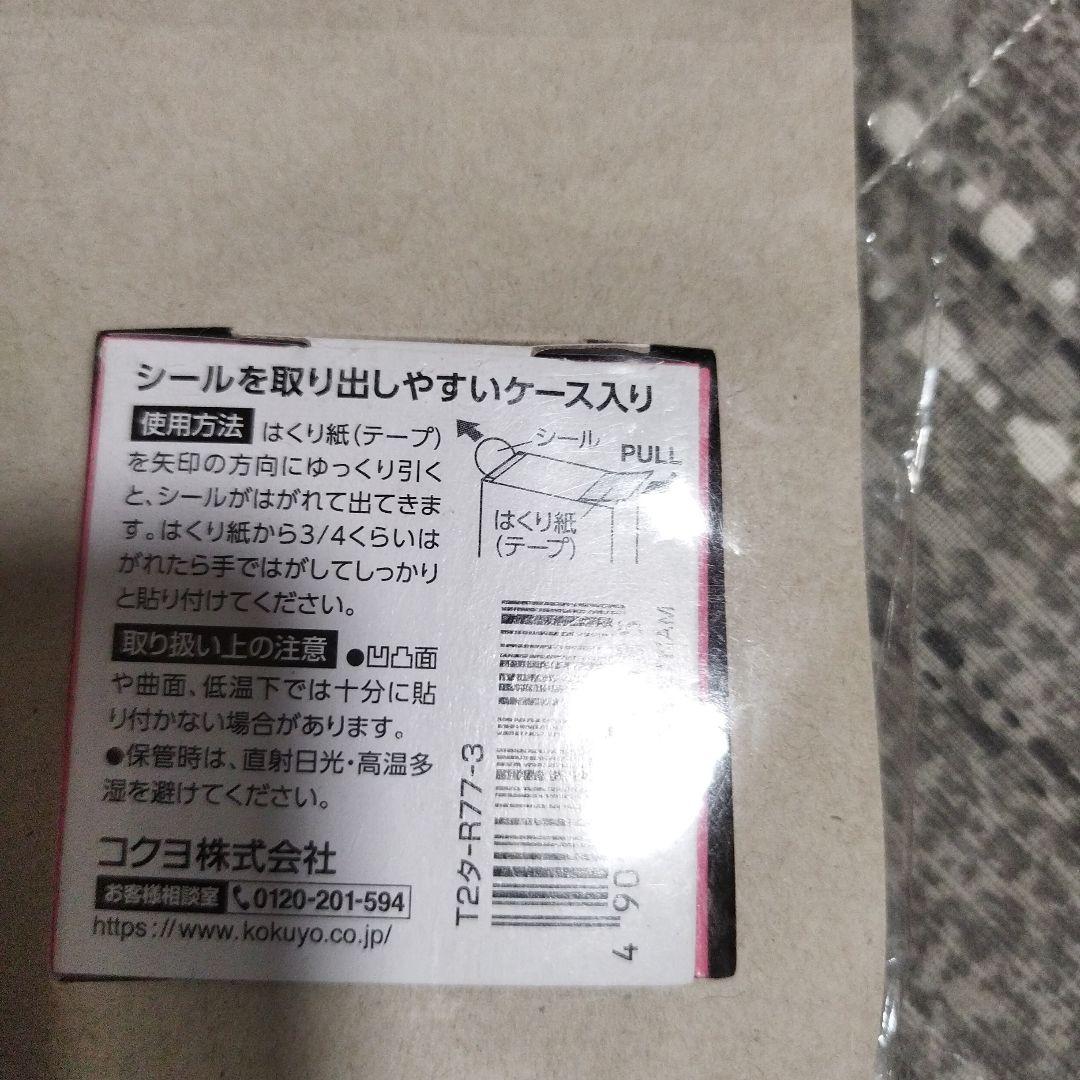 シールを取り出しやすいケース入り
使用方法 はくり紙(テープ)
を矢印の方向にゆっくり引く
と、シールがはがれて出てきま
す。はくり紙から3/4くらいは
がれたら手ではがしてしっかり
と貼り付けてください。
シール
PULL
はくり紙
(テープ)
取り扱い上の注意 ●凹凸面
や曲面、低温下では十分に貼
り付かない場合があります。
●保管時は、直射日光・高温多
湿を避けてください。
コクヨ株式会社
お客様相談室 0120-201-594
https://www.kokuyo.co.jp/
T2タ-R77-3
4 90